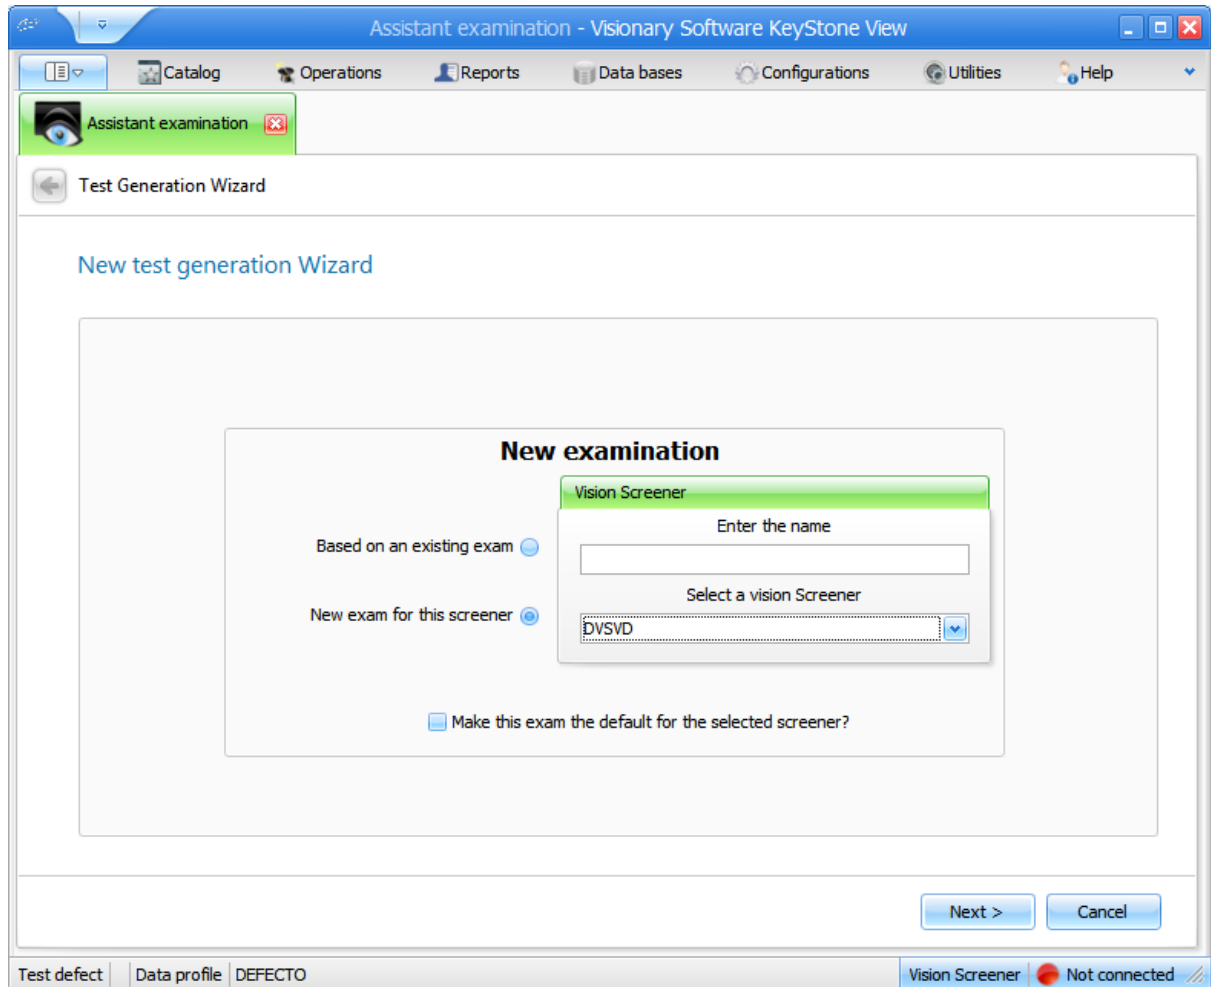 Assistant examination - Visionary Software KeyStone View
Catalog Operations Reports Data bases Configurations Utilities Help
Assistant examination
Test Generation Wizard
New test generation Wizard
New examination
Vision Screener
Enter the name
Based on an existing exam
Select a vision Screener
New exam for this screener
DVSVD
Make this exam the default for the selected screener?
Next > Cancel
Test defect Data profile DEFECTO Vision Screener Not connected